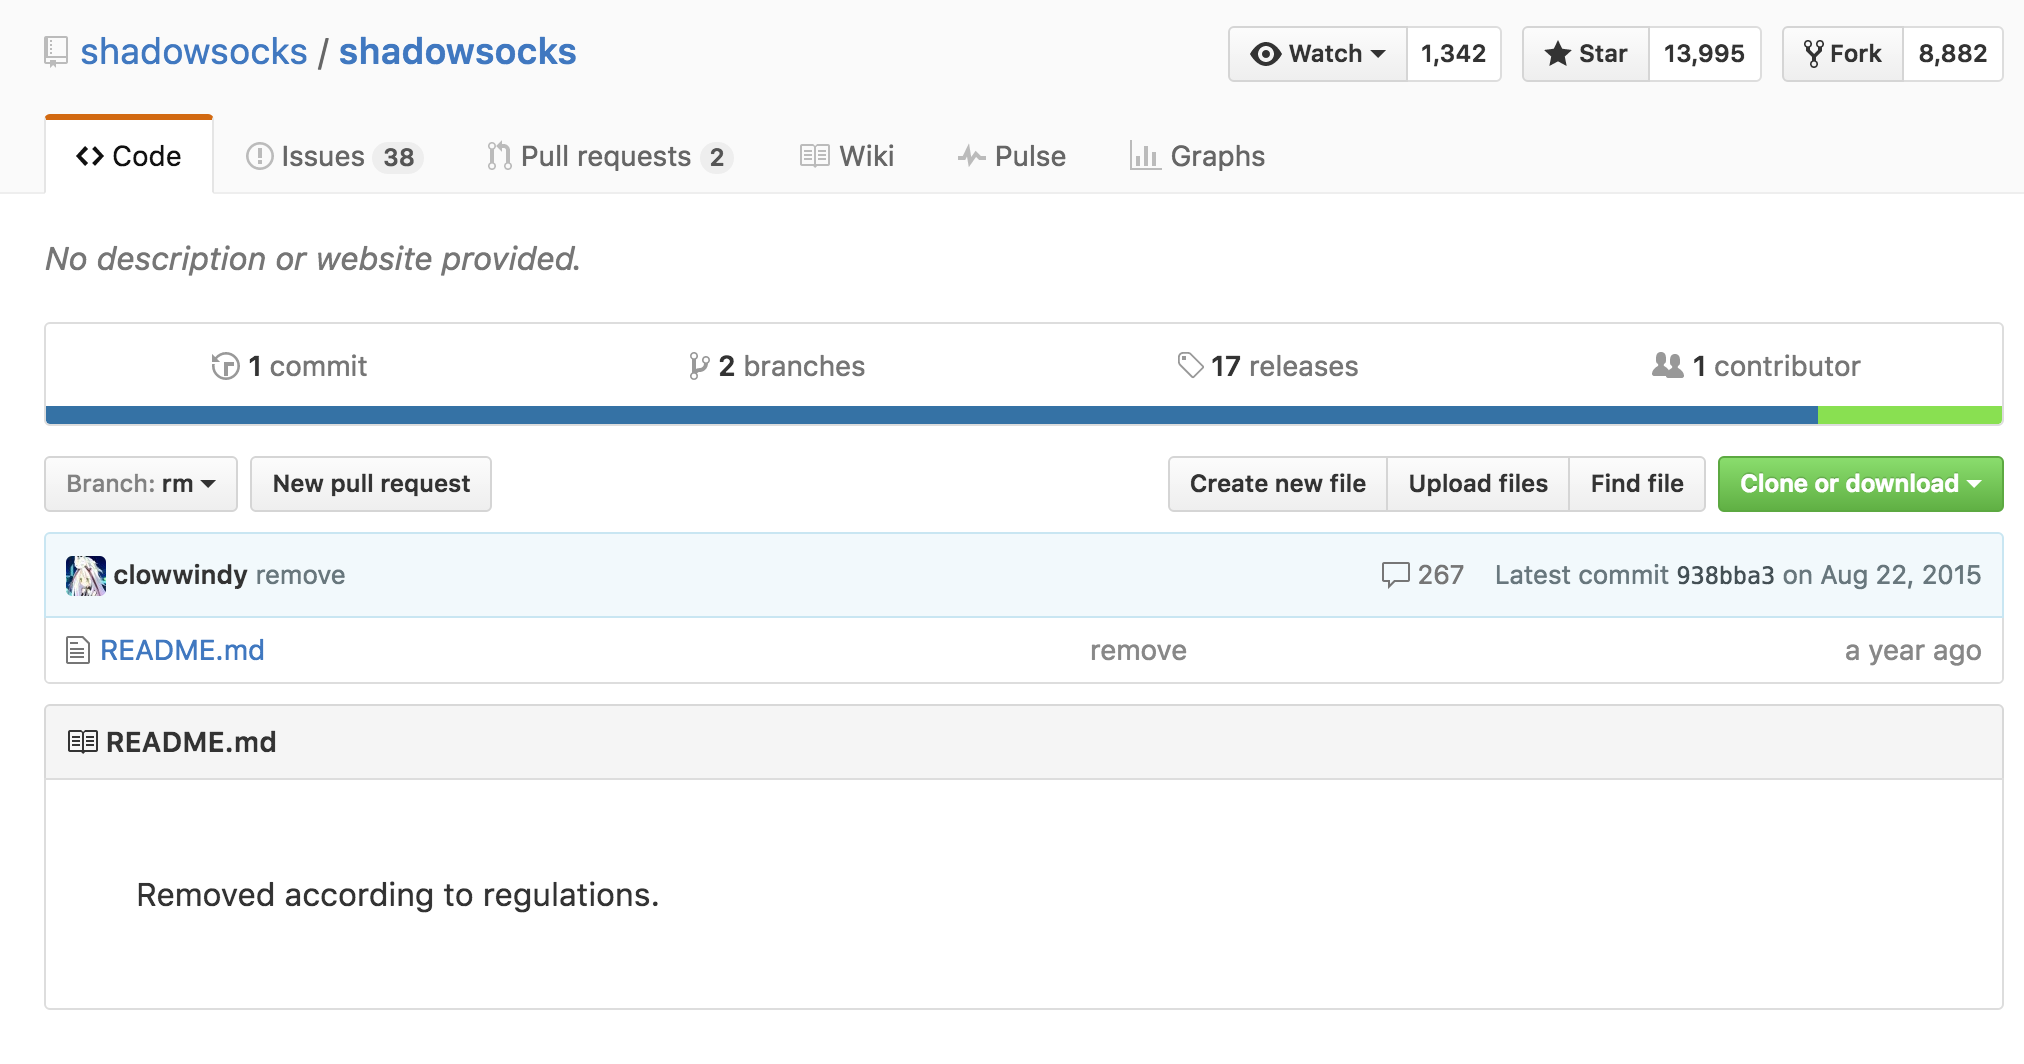 shadowsocks / shadowsocks
Watch 1,342 Star 13,995 Fork 8,882
Code Issues 38 Pull requests 2 Wiki Pulse Graphs
No description or website provided.
1 commit 2 branches 17 releases 1 contributor
Branch: rm New pull request Create new file Upload files Find file Clone or download
clowwindy remove 267 Latest commit 938bba3 on Aug 22, 2015
README.md remove a year ago
README.md
Removed according to regulations.